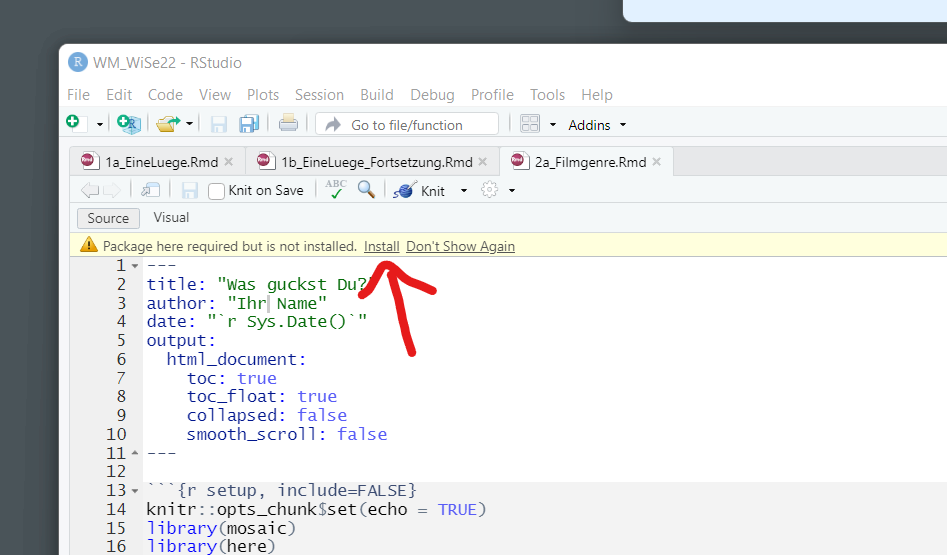 WM_WiSe22 - RStudio
File Edit Code View Plots Session Build Debug Profile Tools Help
R Go to file/function Addins
Rmd 1a_EineLuege.Rmd Rmd 1b_EineLuege_Fortsetzung.Rmd Rmd 2a_Filmgenre.Rmd
Knit on Save ABC Knit
Source Visual
Package here required but is not installed. Install Don't Show Again
1 ---
2 title: "Was guckst Du?
3 author: "Ihr Name"
4 date: "`r Sys.Date()`"
5 output:
6 html_document:
7 toc: true
8 toc_float: true
9 collapsed: false
10 smooth_scroll: false
11 ---
12
13 ```{r setup, include=FALSE}
14 knitr::opts_chunk$set(echo = TRUE)
15 library(mosaic)
16 library(here)